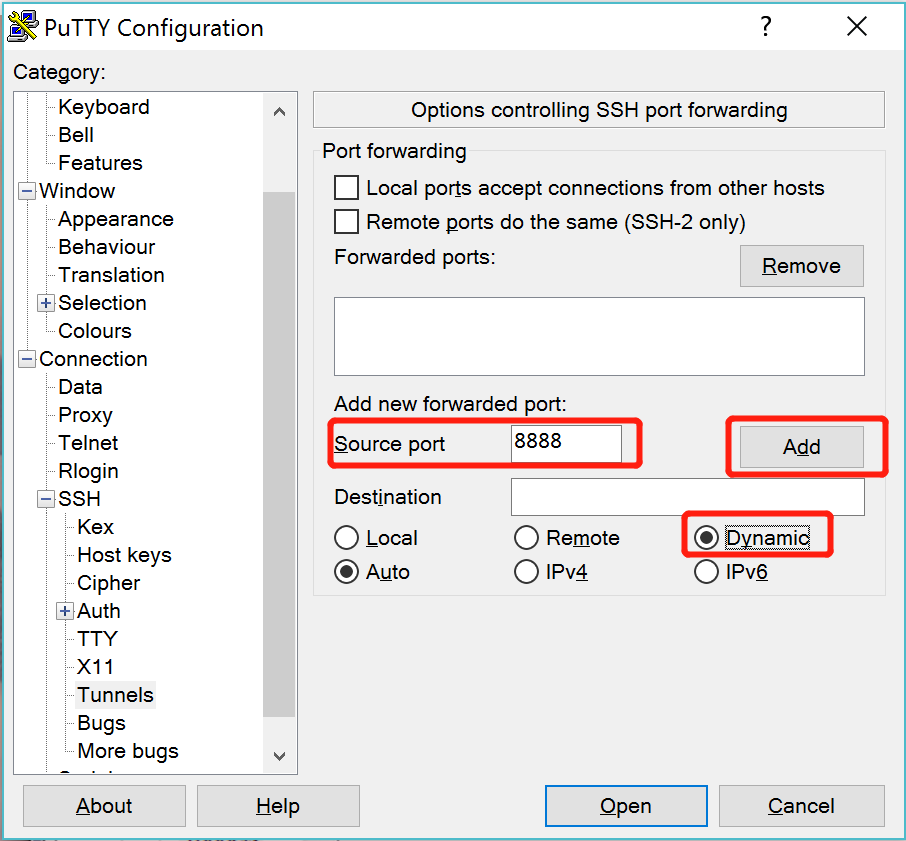 PuTTY Configuration
?
Category:
Keyboard
Bell
Features
Window
Appearance
Behaviour
Translation
Selection
Colours
Connection
Data
Proxy
Telnet
Rlogin
SSH
Kex
Host keys
Cipher
Auth
TTY
X11
Tunnels
Bugs
More bugs
Options controlling SSH port forwarding
Port forwarding
Local ports accept connections from other hosts
Remote ports do the same (SSH-2 only)
Forwarded ports:
Remove
Add new forwarded port:
Source port 8888 Add
Destination
Local Remote Dynamic
Auto IPv4 IPv6
About Help Open Cancel